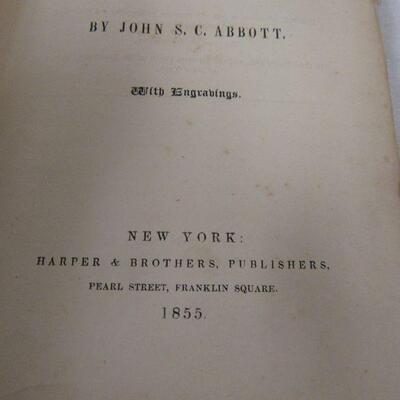 BY JOHN S. C. ABBOTT.
With Engravings.
NEW YORK:
HARPER & BROTHERS, PUBLISHERS,
PEARL STREET, FRANKLIN SQUARE.
1855.